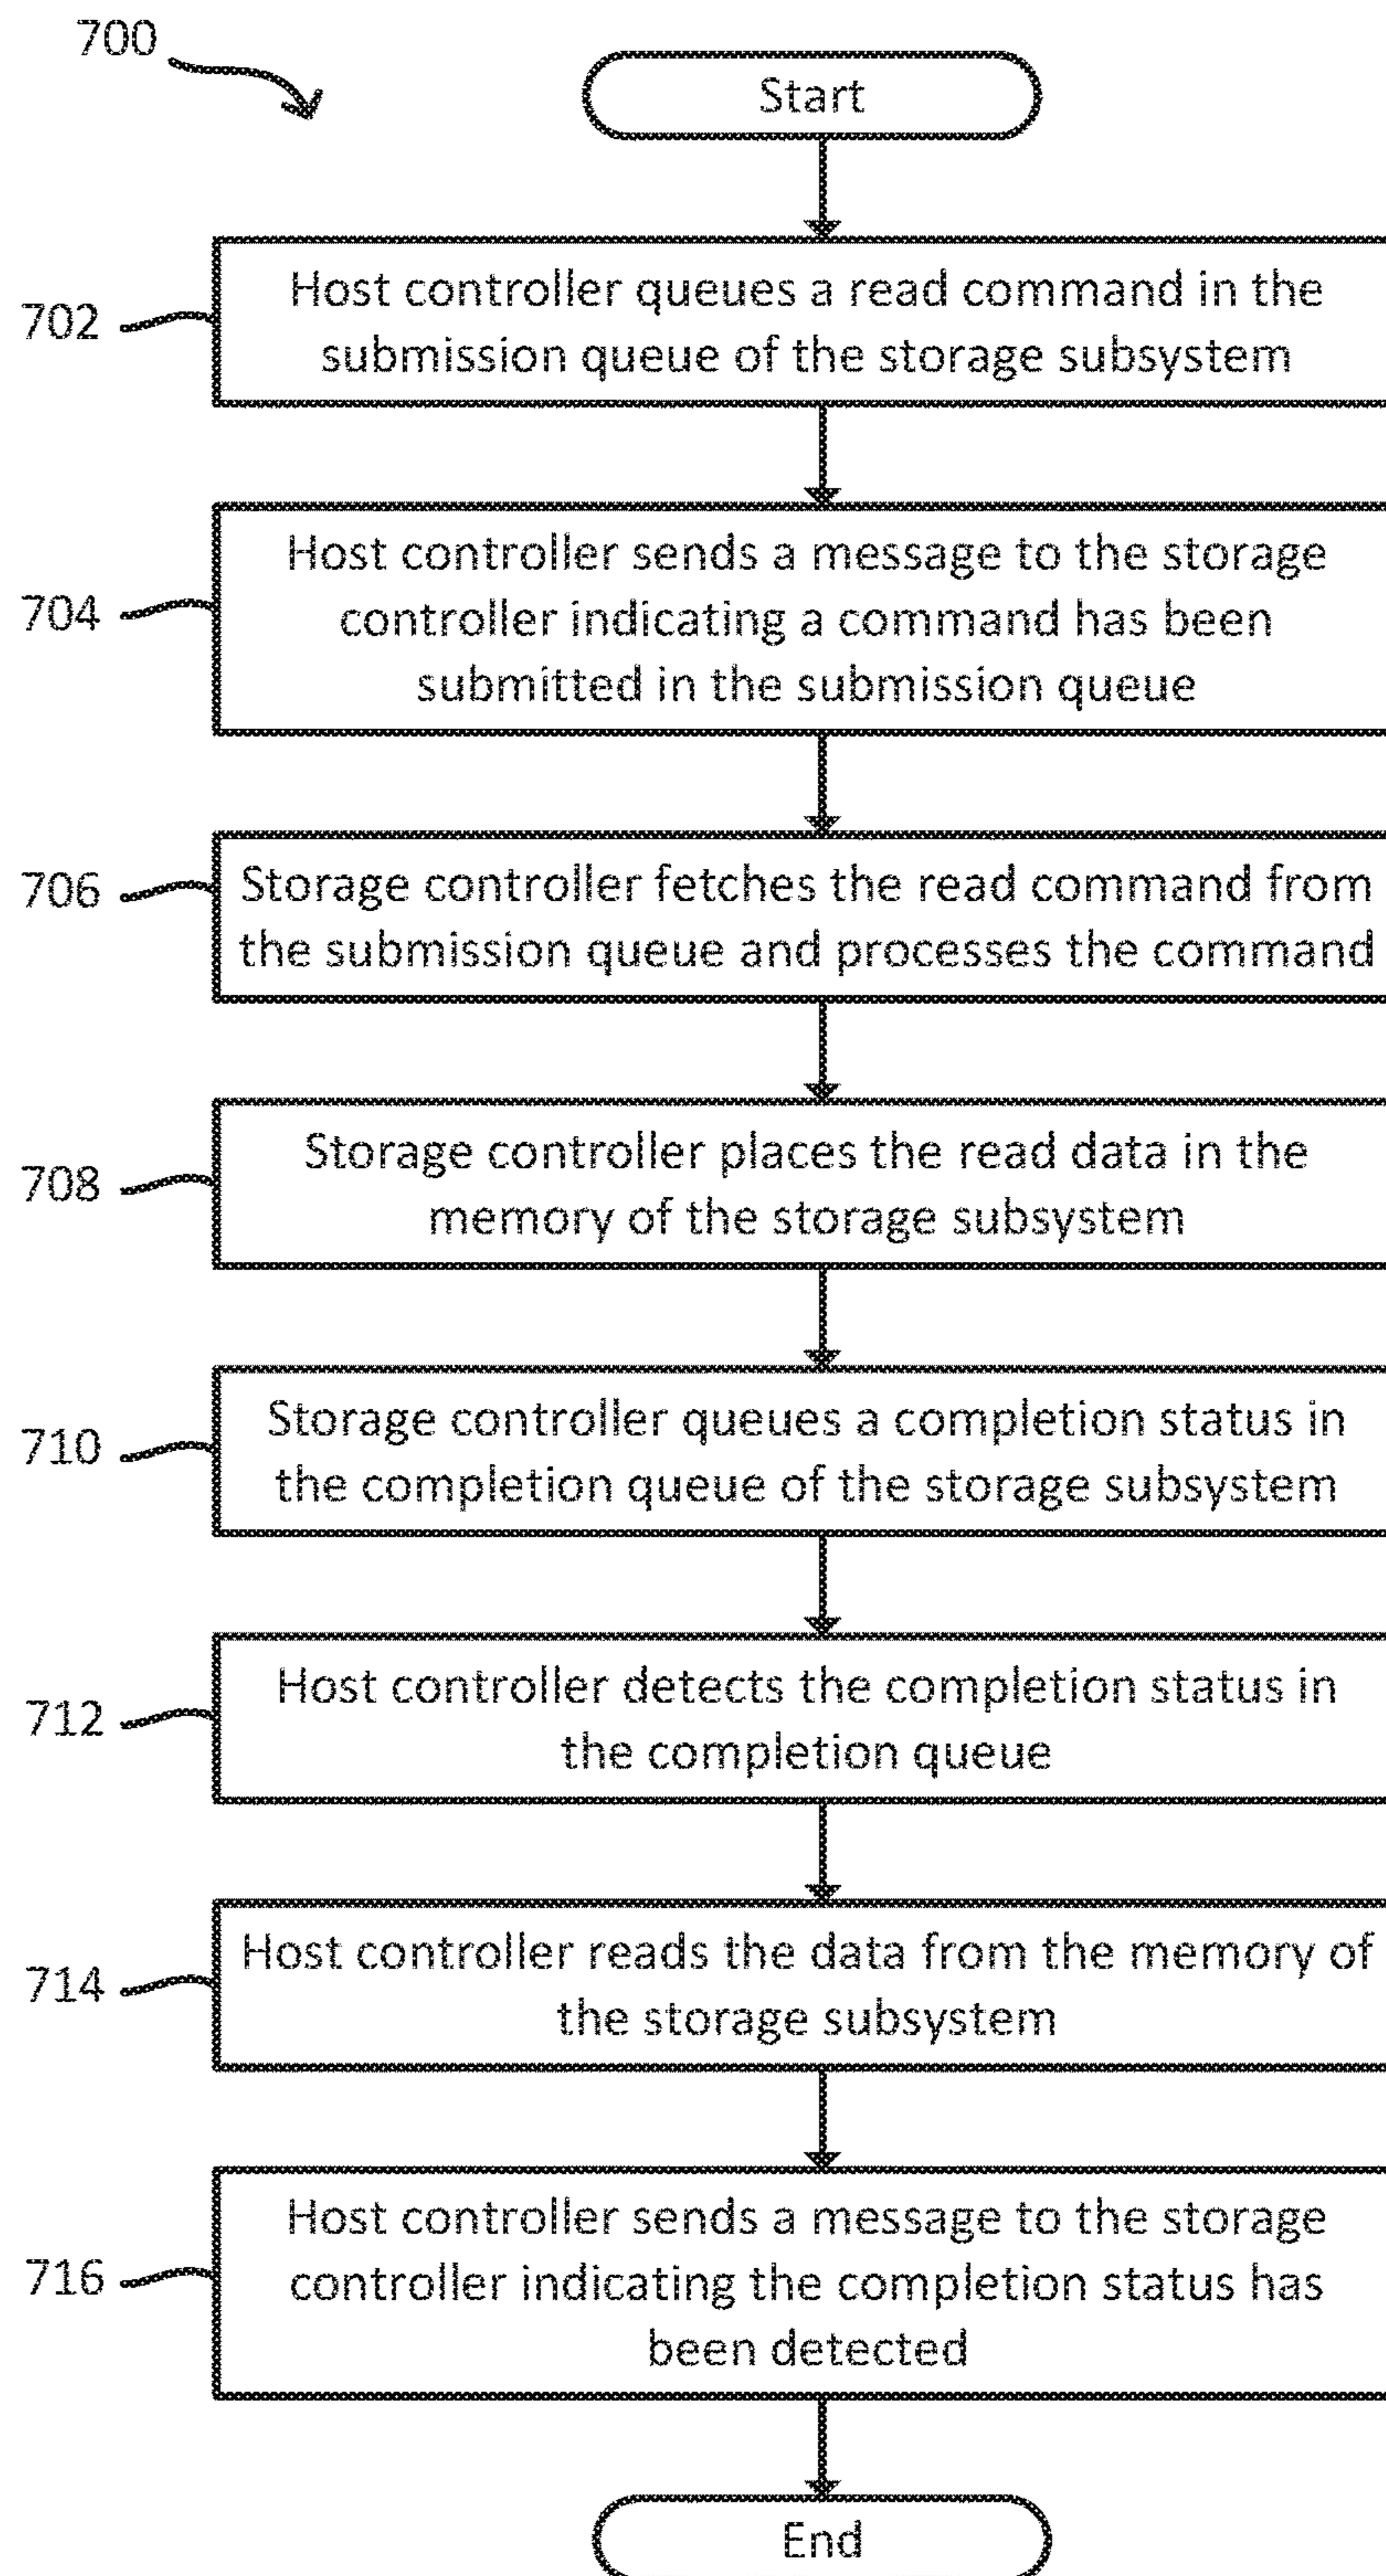 700
Start
702
Host controller queues a read command in the
submission queue of the storage subsystem
704
Host controller sends a message to the storage
controller indicating a command has been
submitted in the submission queue
706
Storage controller fetches the read command from
the submission queue and processes the command
708
Storage controller places the read data in the
memory of the storage subsystem
710
Storage controller queues a completion status in
the completion queue of the storage subsystem
712
Host controller detects the completion status in
the completion queue
714
Host controller reads the data from the memory of
the storage subsystem
716
Host controller sends a message to the storage
controller indicating the completion status has
been detected
End